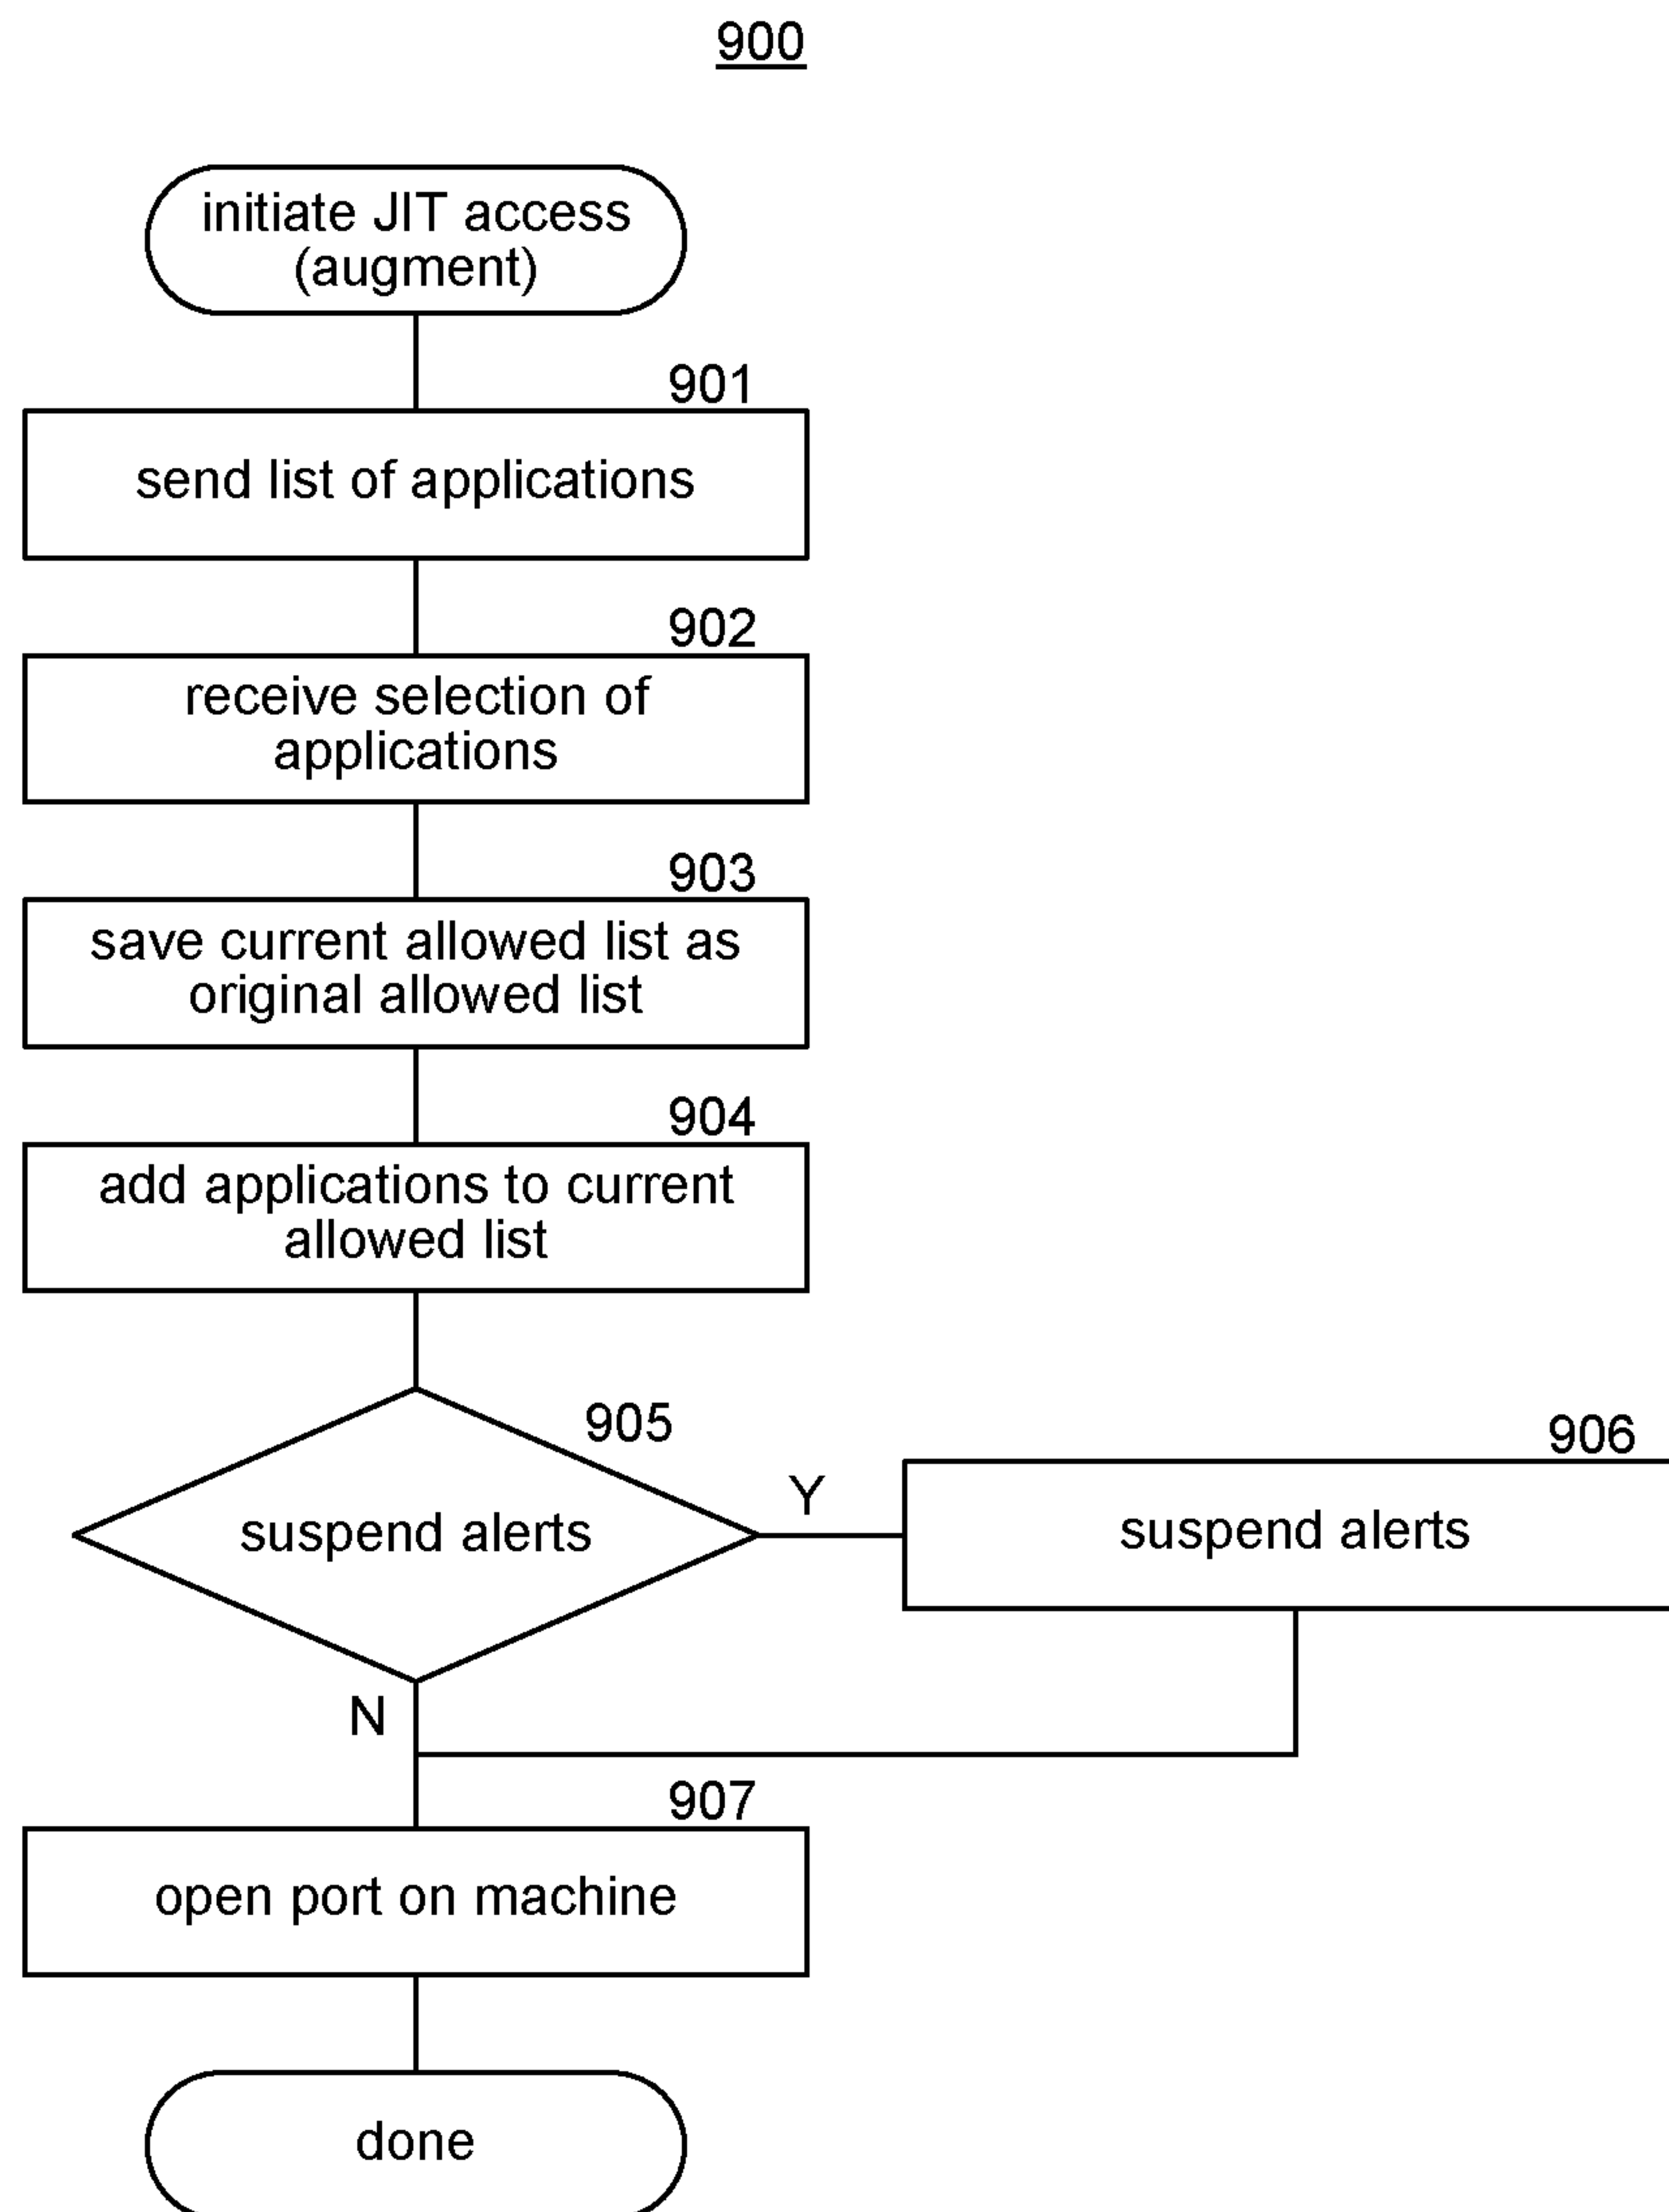 900
initiate JIT access
(augment)
901
send list of applications
902
receive selection of
applications
903
save current allowed list as
original allowed list
904
add applications to current
allowed list
905
suspend alerts
Y
906
suspend alerts
N
907
open port on machine
done